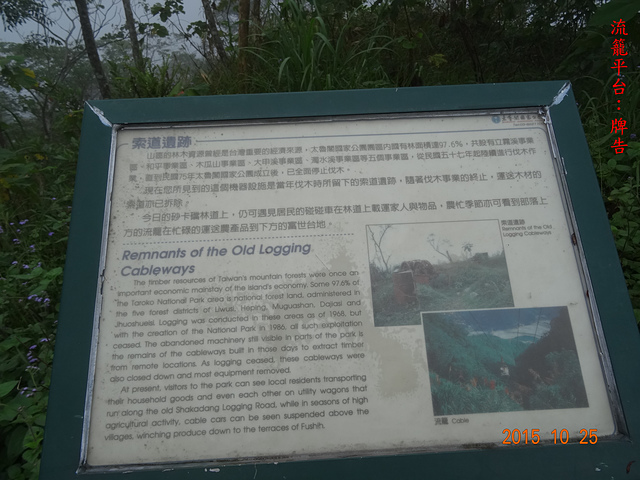 流籠平台：牌告
索道遺跡
山區的林木資源曾經是台灣重要的經濟來源，太魯閣國家公園園區內國有林面積達97.6%，共設有立霧溪事業
區、和平事業區、木瓜山事業區、大甲溪事業區、濁水溪事業區等五個事業區，從民國五十七年起陸續進行伐木作
業，直到民國75年太魯閣國家公園成立後，已全面停止伐木。
現在您所見到的這個機器設施是當年伐木時所留下的索道遺跡，隨著伐木事業的終止，運送木材的
索道亦已拆除。
今日的砂卡礑林道上，仍可遇見居民的碰碰車在林道上載運家人與物品，農忙季節亦可看到部落上
方的流籠在忙碌的運送農產品到下方的富世台地。
Remnants of the Old Logging
Cableways
The timber resources of Taiwan's mountain forests were once an
important economic mainstay of the island's economy. Some 97.6% of
the Taroko National Park area is national forest land, administered in
the five forest districts of Liwusi, Heping, Muguashan, Dajiasi and
Jhuoshueisi. Logging was conducted in these areas as of 1968, but
with the creation of the National Park in 1986, all such exploitation
ceased. The abandoned machinery still visible in parts of the park is
the remains of the cableways built in those days to extract timber
from remote locations. As logging ceased, these cableways were
also closed down and most equipment removed.
At present, visitors to the park can see local residents transporting
their household goods and even each other on utility wagons that
run along the old Shakadang Logging Road, while in seasons of high
agricultural activity, cable cars can be seen suspended above the
villages, winching produce down to the terraces of Fushih.
索道遺跡
Remnants of the Old
Logging Cableways
流籠 Cable
2015 10 25